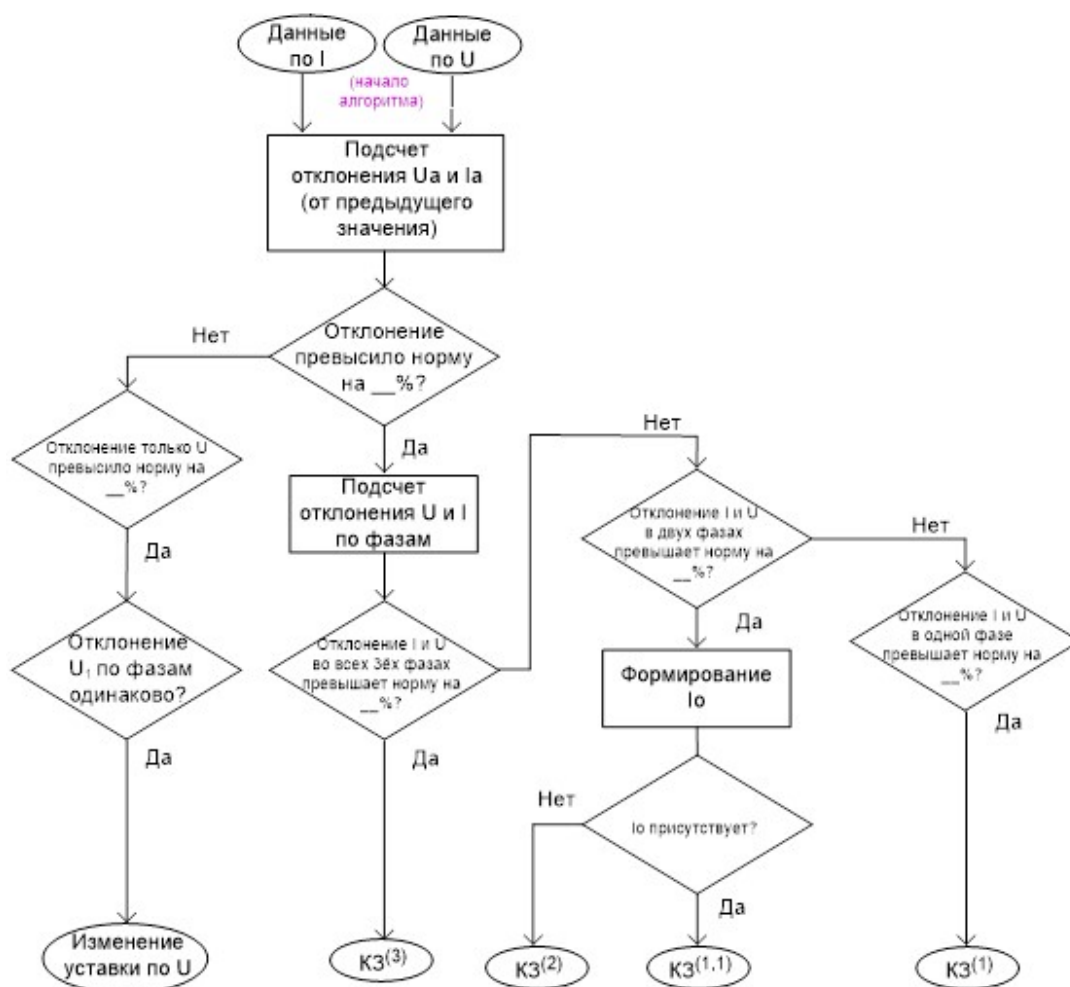 Данные
по I
Данные
по U
(начало
алгоритма)
Подсчет
отклонения Ua и Ia
(от предыдущего
значения)
Отклонение
превысило норму
на __%?
Нет
Да
Отклонение только U
превысило норму на
__%?
Да
Отклонение
U₁ по фазам
одинаково?
Да
Изменение
уставки по U
Подсчет
отклонения U и I
по фазам
Отклонение I и U
во всех 3ёх фазах
превышает норму на
__%?
Да
КЗ(3)
Нет
Отклонение I и U
в двух фазах
превышает норму на
__%?
Да
Формирование
Io
Io присутствует?
Нет
КЗ(2)
Да
КЗ(1,1)
Нет
Отклонение I и U
в одной фазе
превышает норму на
__%?
Да
КЗ(1)